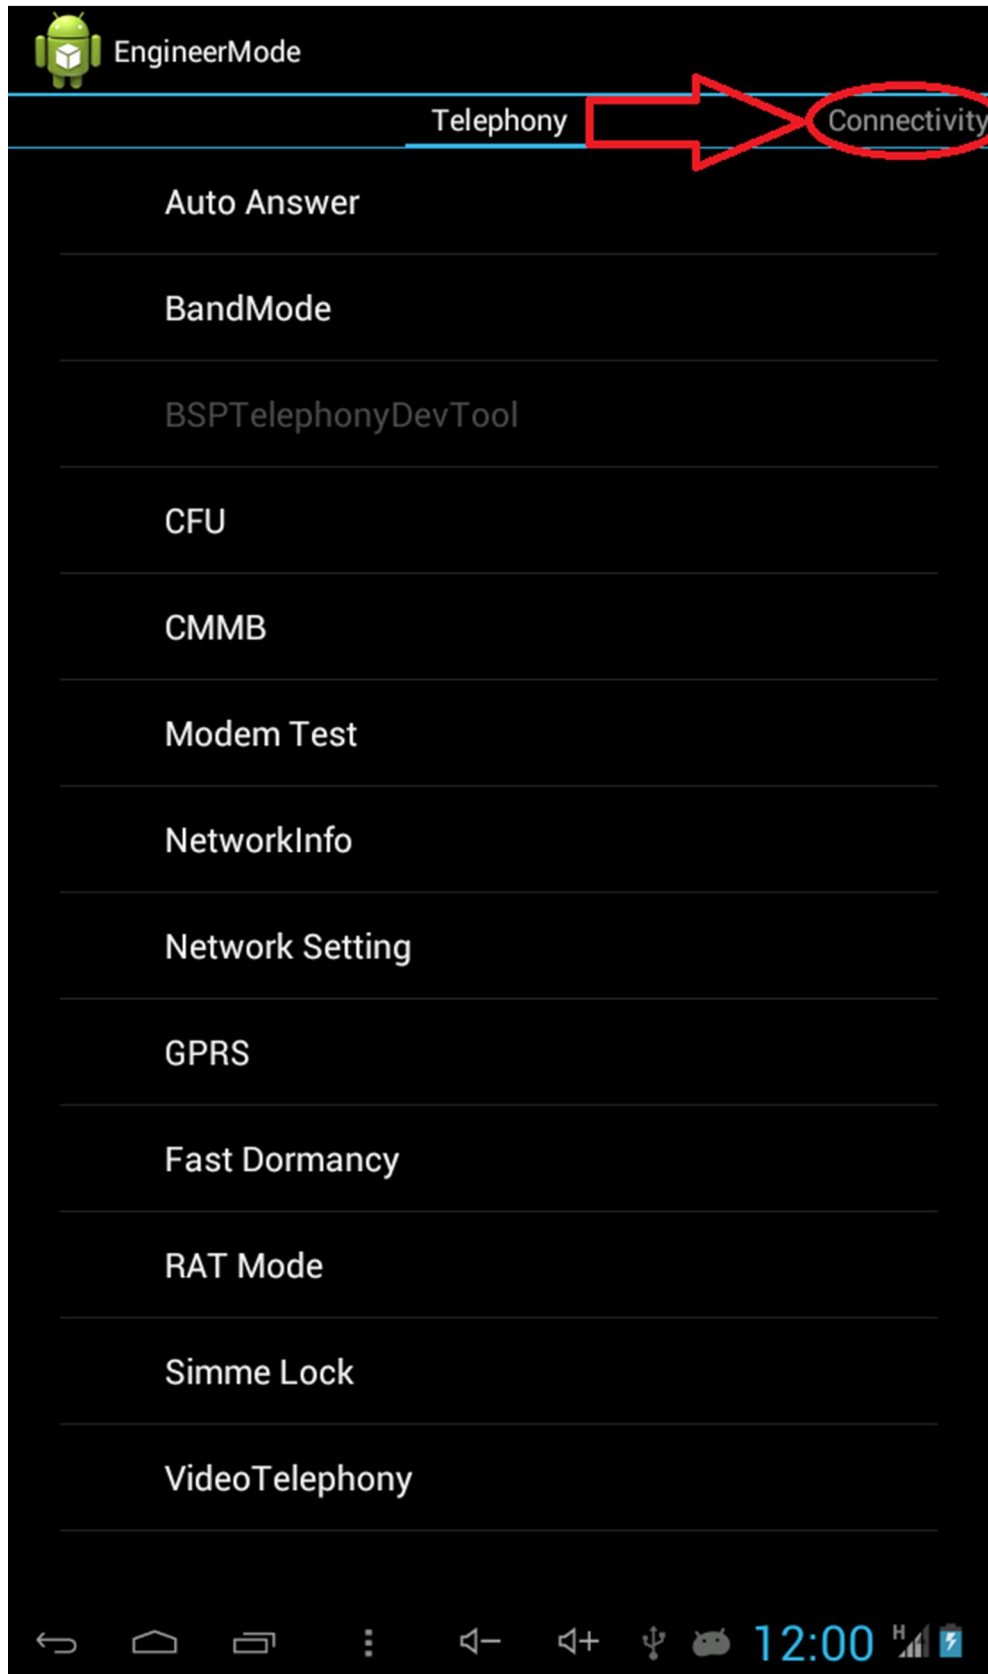 EngineerMode
Telephony
Connectivity
Auto Answer
BandMode
BSPTelephonyDevTool
CFU
CMMB
Modem Test
NetworkInfo
Network Setting
GPRS
Fast Dormancy
RAT Mode
Simme Lock
VideoTelephony
12:00
H